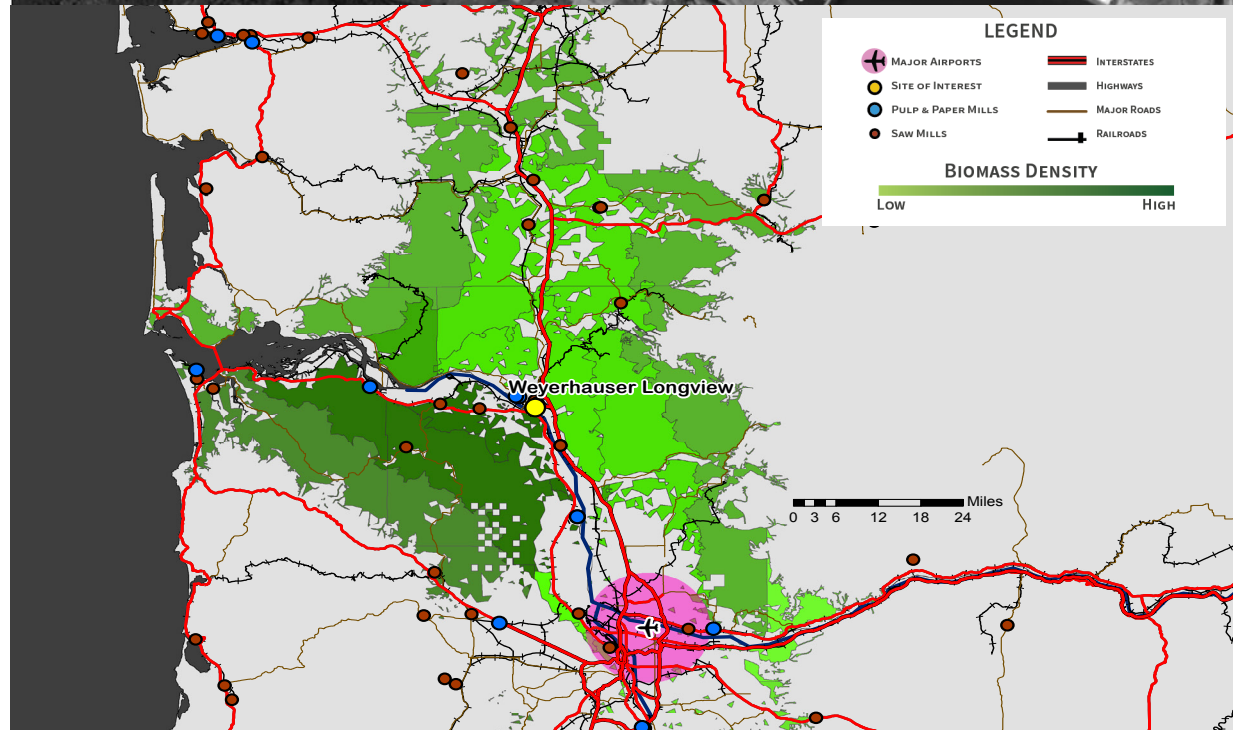 LEGEND
Major Airports
Site of Interest
Pulp & Paper Mills
Saw Mills
Interstates
Highways
Major Roads
Railroads
Biomass Density
Low High
Weyerhauser Longview
Miles
0 3 6 12 18 24